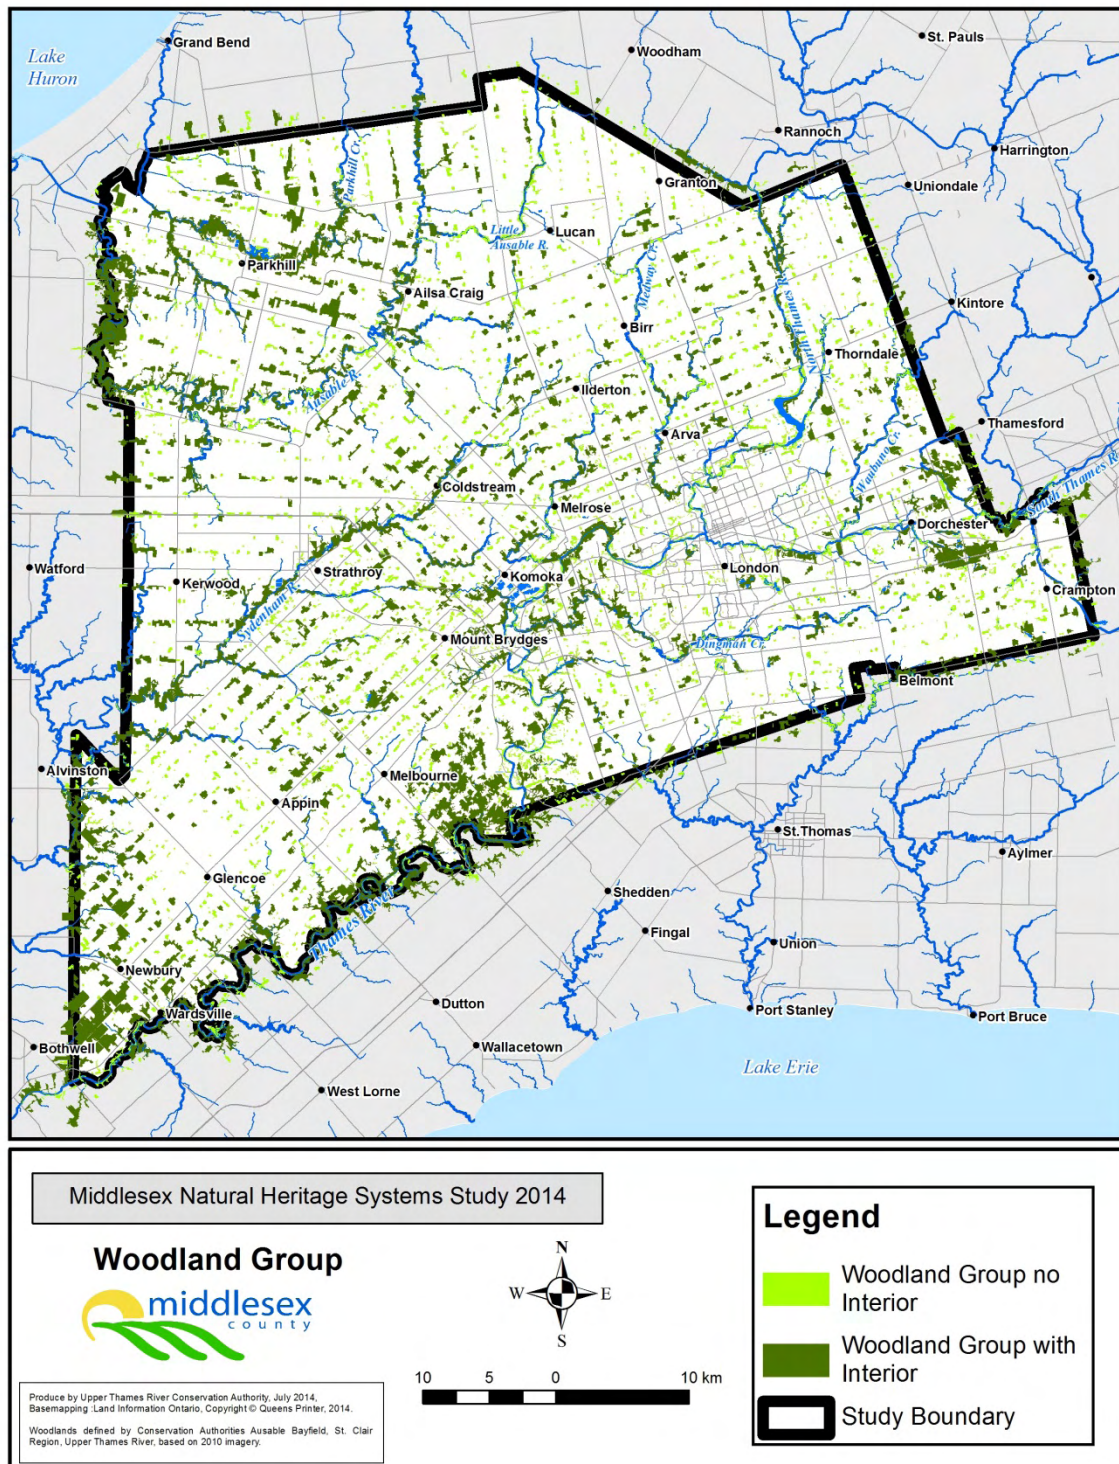 Lake
Huron
Grand Bend
Woodham
St. Pauls
Rannoch
Harrington
Parkhill Cr.
Granton
Uniondale
Little
Ausable R.
Lucan
Parkhill
Medway Cr.
Ailsa Craig
North Thames R.
Kintore
Birr
Thorndale
Ausable R.
Ilderton
Thamesford
Arva
Waubuno Cr.
Coldstream
South Thames R
Melrose
Dorchester
Watford
Strathroy
Komoka
London
Kerwood
Crampton
Sydenham R.
Mount Brydges
Dingman Cr.
Belmont
Alvinston
Melbourne
Appin
St.Thomas
Aylmer
Glencoe
Shedden
Thames River
Fingal
Union
Newbury
Dutton
Wardsville
Port Stanley
Port Bruce
Bothwell
Wallacetown
Lake Erie
West Lorne
Middlesex Natural Heritage Systems Study 2014
Woodland Group
middlesex
county
Produce by Upper Thames River Conservation Authority, July 2014,
Basemapping :Land Information Ontario, Copyright © Queens Printer, 2014.
Woodlands defined by Conservation Authorities Ausable Bayfield, St. Clair
Region, Upper Thames River, based on 2010 imagery.
N
W E
S
10 5 0 10 km
Legend
Woodland Group no
Interior
Woodland Group with
Interior
Study Boundary